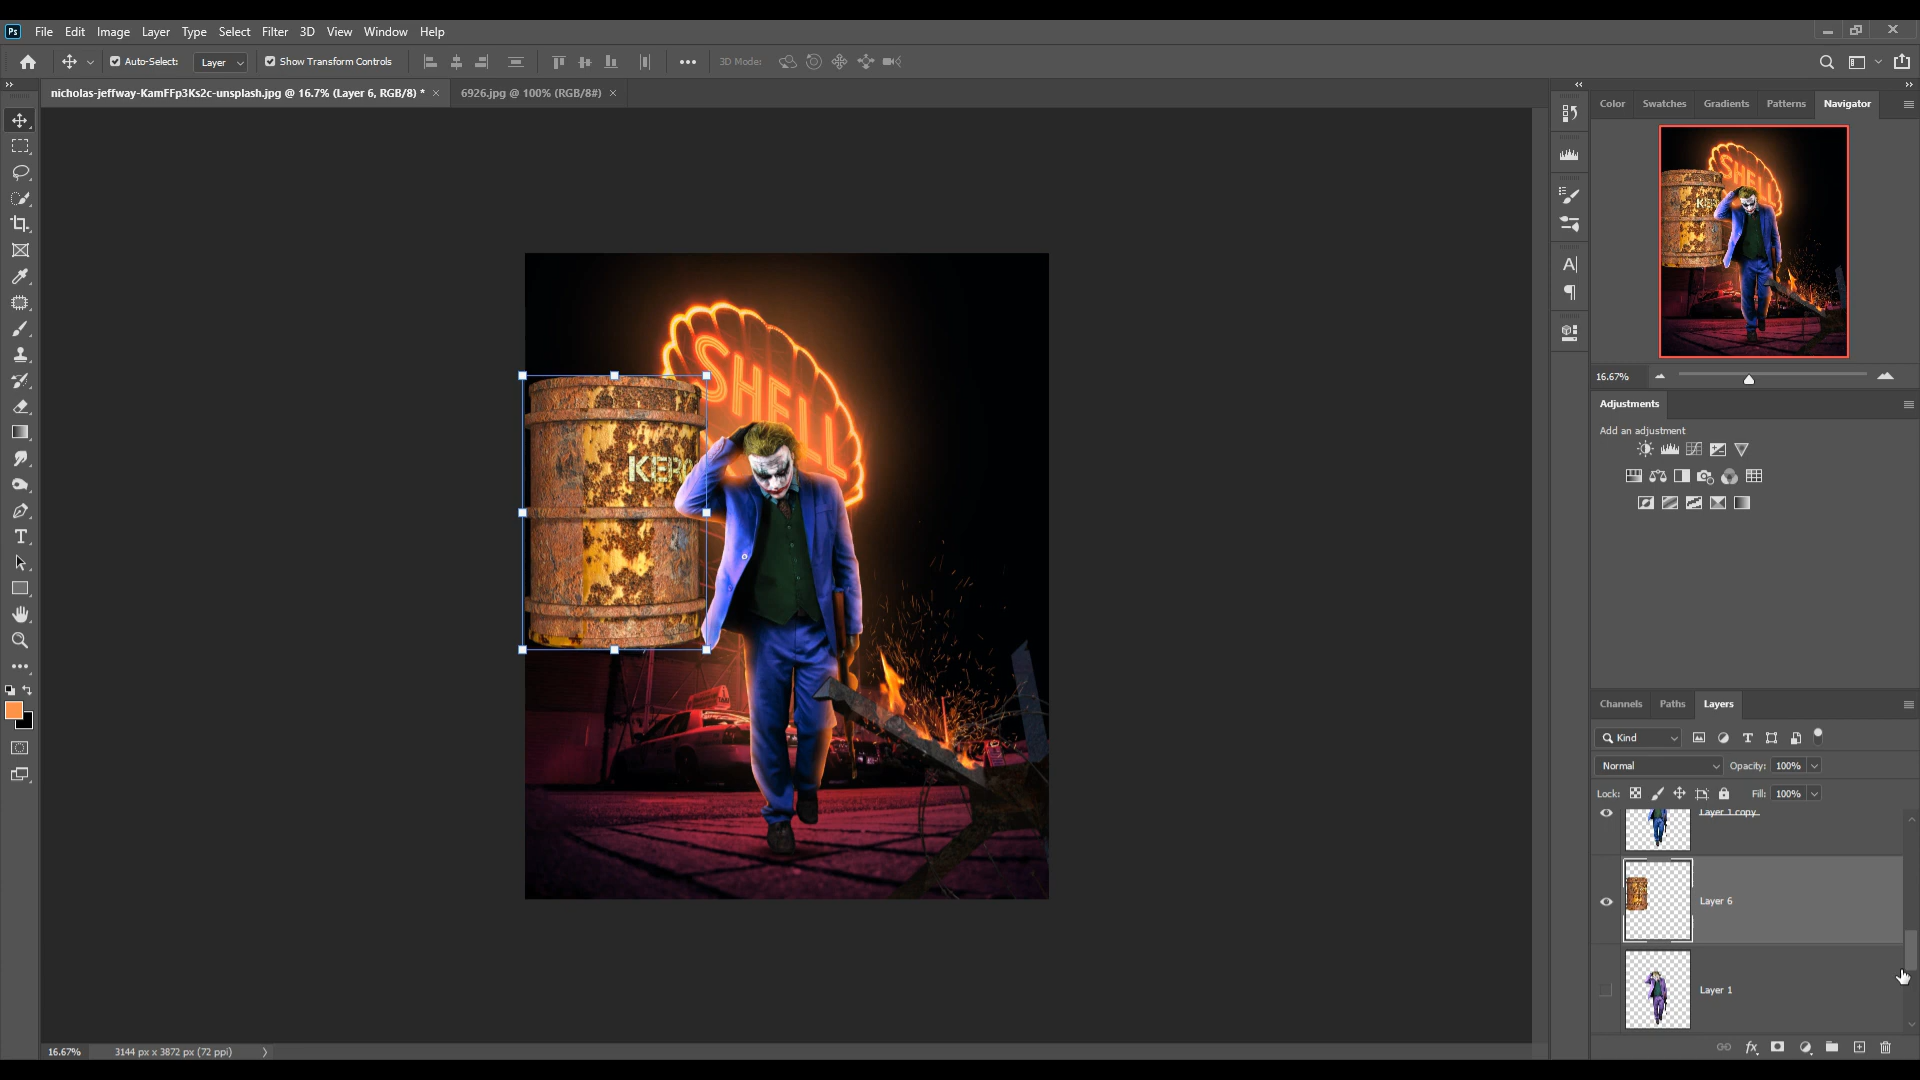 Ps File Edit Image Layer Type Select Filter 3D View Window Help
Auto-Select: Layer Show Transform Controls 3D Mode:
nicholas-jeffway-KamFFp3Ks2c-unsplash.jpg @ 16.7% (Layer 6, RGB/8) * × 6926.jpg @ 100% (RGB/8#) ×
Color Swatches Gradients Patterns Navigator
SHELL
KERO
TAXI
16.67%
Adjustments
Add an adjustment
Channels Paths Layers
Kind
Normal Opacity: 100%
Lock: Fill: 100%
Layer 1 copy
Layer 6
Layer 1
16.67% 3144 px x 3872 px (72 ppi)